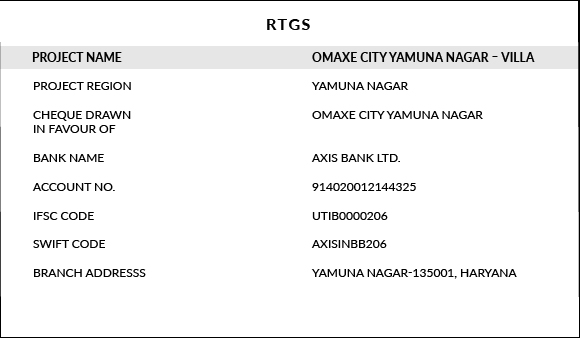 RTGS
PROJECT NAME OMAXE CITY YAMUNA NAGAR – VILLA
PROJECT REGION YAMUNA NAGAR
CHEQUE DRAWN OMAXE CITY YAMUNA NAGAR
IN FAVOUR OF
BANK NAME AXIS BANK LTD.
ACCOUNT NO. 914020012144325
IFSC CODE UTIB0000206
SWIFT CODE AXISINBB206
BRANCH ADDRESSS YAMUNA NAGAR-135001, HARYANA